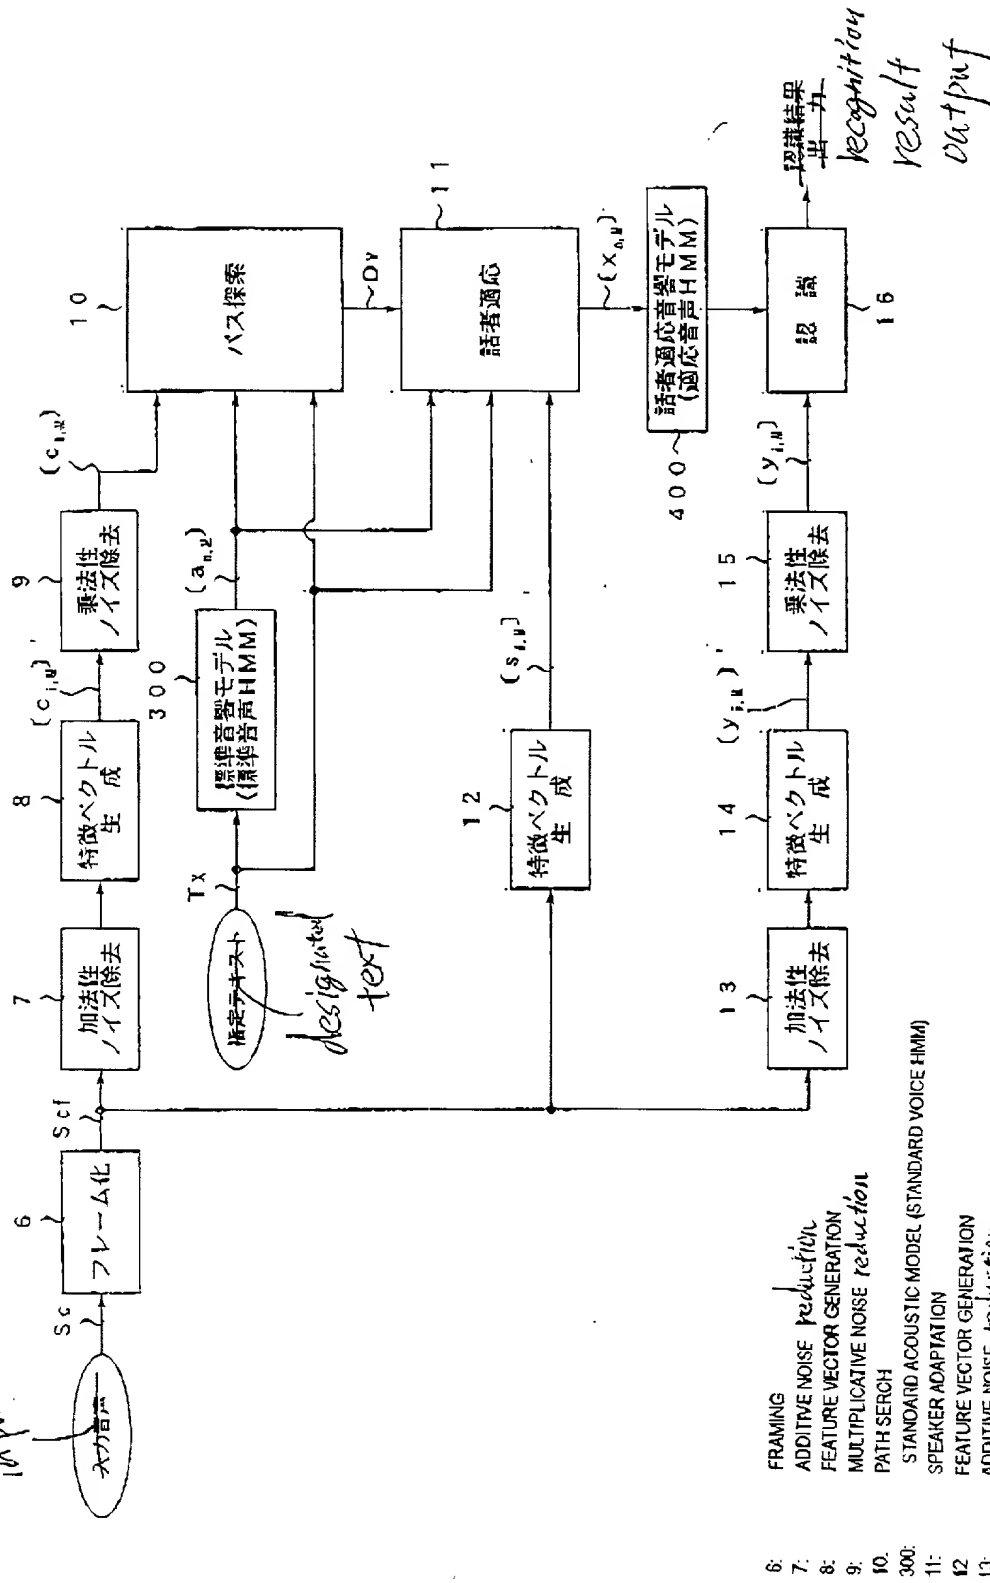 入力音声
Sc
6
フレーム化
Scf
7
加法性
ノイズ除去
8
特徴ベクトル
生 成
(c i,M)'
9
乗法性
ノイズ除去
(c i,M)
10
パス探索
指定テキスト
designated
text
Tx
300
標準音響モデル
(標準音声HMM)
(a n,M)
Dv
11
話者適応
12
特徴ベクトル
生 成
(s i,M)
(x n,M)
400
話者適応音響モデル
(適応音声HMM)
13
加法性
ノイズ除去
14
特徴ベクトル
生 成
(y i,M)'
15
乗法性
ノイズ除去
(y i,M)
16
認 識
認識結果
出 力
recognition
result
output
6: FRAMING
7: ADDITIVE NOISE reduction
8: FEATURE VECTOR GENERATION
9: MULTIPLICATIVE NOISE reduction
10. PATH SERCH
300: STANDARD ACOUSTIC MODEL (STANDARD VOICE HMM)
11: SPEAKER ADAPTATION
12 FEATURE VECTOR GENERATION
13: ADDITIVE NOISE reduction